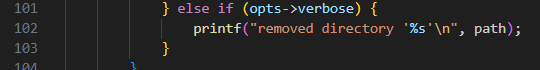 101 } else if (opts->verbose) {
102 printf("removed directory '%s'\n", path);
103 }
104 }